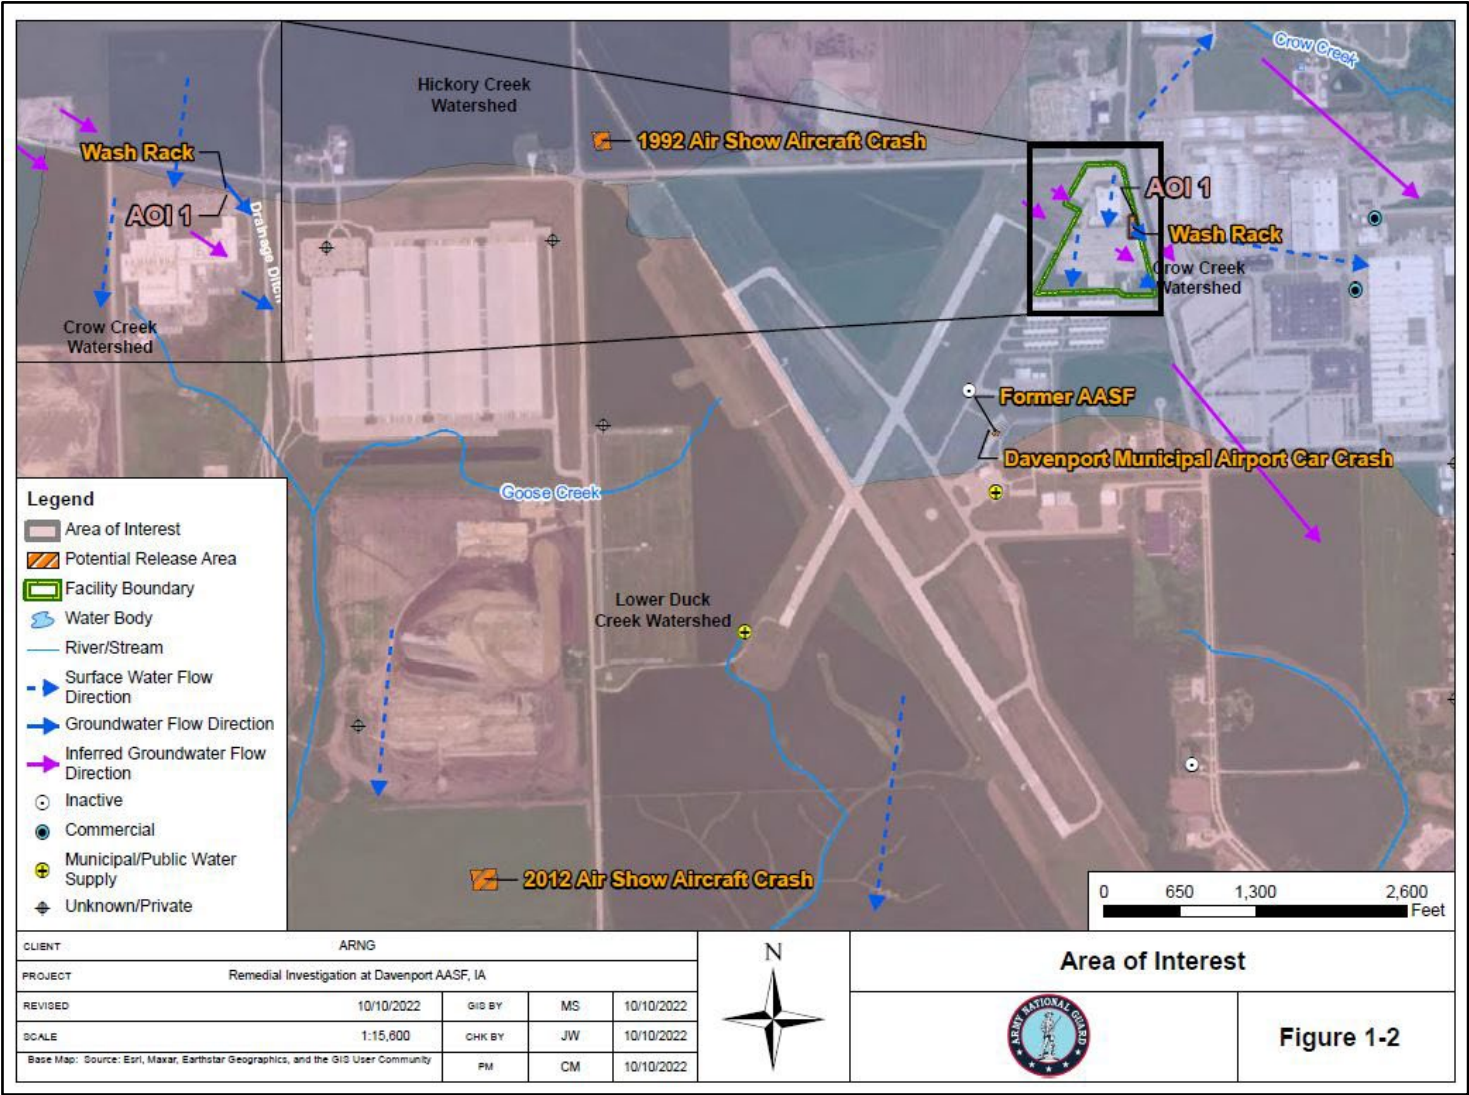 Crow Creek
Hickory Creek
Watershed
1992 Air Show Aircraft Crash
Wash Rack
AOI 1
Drainage Ditch
Crow Creek
Watershed
AOI 1
Wash Rack
Crow Creek
Watershed
Former AASF
Davenport Municipal Airport Car Crash
Goose Creek
Lower Duck
Creek Watershed
2012 Air Show Aircraft Crash
Legend
Area of Interest
Potential Release Area
Facility Boundary
Water Body
River/Stream
Surface Water Flow
Direction
Groundwater Flow Direction
Inferred Groundwater Flow
Direction
Inactive
Commercial
Municipal/Public Water
Supply
Unknown/Private
0 650 1,300 2,600
Feet
CLIENT ARNG
PROJECT Remedial Investigation at Davenport AASF, IA
REVISED 10/10/2022 GIS BY MS 10/10/2022
SCALE 1:15,600 CHK BY JW 10/10/2022
Base Map: Source: Esri, Maxar, Earthstar Geographics, and the GIS User Community PM CM 10/10/2022
N
Area of Interest
ARMY NATIONAL GUARD
Figure 1-2